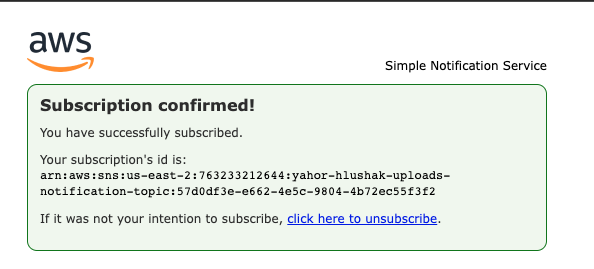 aws
Simple Notification Service
Subscription confirmed!
You have successfully subscribed.
Your subscription's id is:
arn:aws:sns:us-east-2:763233212644:yahor-hlushak-uploads-
notification-topic:57d0df3e-e662-4e5c-9804-4b72ec55f3f2
If it was not your intention to subscribe, click here to unsubscribe.